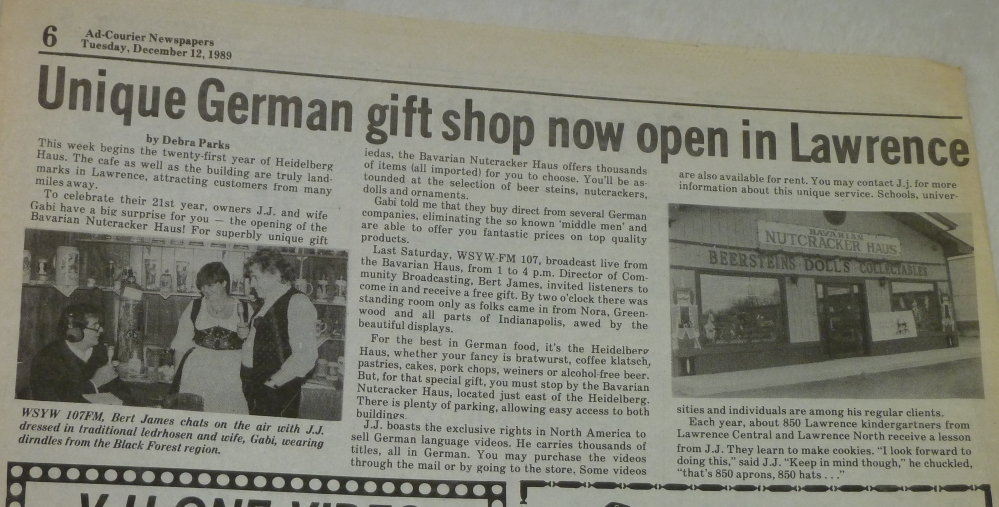 6
Ad-Courier Newspapers
Tuesday, December 12, 1989
Unique German gift shop now open in Lawrence
by Debra Parks
This week begins the twenty-first year of Heidelberg
Haus. The cafe as well as the building are truly land-
marks in Lawrence, attracting customers from many
miles away.
To celebrate their 21st year, owners J.J. and wife
Gabi have a big surprise for you — the opening of the
Bavarian Nutcracker Haus! For superbly unique gift
WSYW 107FM, Bert James chats on the air with J.J.
dressed in traditional ledrhosen and wife, Gabi, wearing
dirndles from the Black Forest region.
iedas, the Bavarian Nutcracker Haus offers thousands
of items (all imported) for you to choose. You'll be as-
tounded at the selection of beer steins, nutcrackers,
dolls and ornaments.
Gabi told me that they buy direct from several German
companies, eliminating the so known 'middle men' and
are able to offer you fantastic prices on top quality
products.
Last Saturday, WSYW-FM 107, broadcast live from
the Bavarian Haus, from 1 to 4 p.m. Director of Com-
munity Broadcasting, Bert James, invited listeners to
come in and receive a free gift. By two o'clock there was
standing room only as folks came in from Nora, Green-
wood and all parts of Indianapolis, awed by the
beautiful displays.
For the best in German food, it's the Heidelberg
Haus, whether your fancy is bratwurst, coffee klatsch,
pastries, cakes, pork chops, weiners or alcohol-free beer.
But, for that special gift, you must stop by the Bavarian
Nutcracker Haus, located just east of the Heidelberg.
There is plenty of parking, allowing easy access to both
buildings.
J.J. boasts the exclusive rights in North America to
sell German language videos. He carries thousands of
titles, all in German. You may purchase the videos
through the mail or by going to the store. Some videos
are also available for rent. You may contact J.j. for more
information about this unique service. Schools, univer-
BAVARIAN
NUTCRACKER HAUS
BEERSTEINS DOLLS COLLECTABLES
sities and individuals are among his regular clients.
Each year, about 850 Lawrence kindergartners from
Lawrence Central and Lawrence North receive a lesson
from J.J. They learn to make cookies. "I look forward to
doing this," said J.J. "Keep in mind though," he chuckled,
"that's 850 aprons, 850 hats . . ."